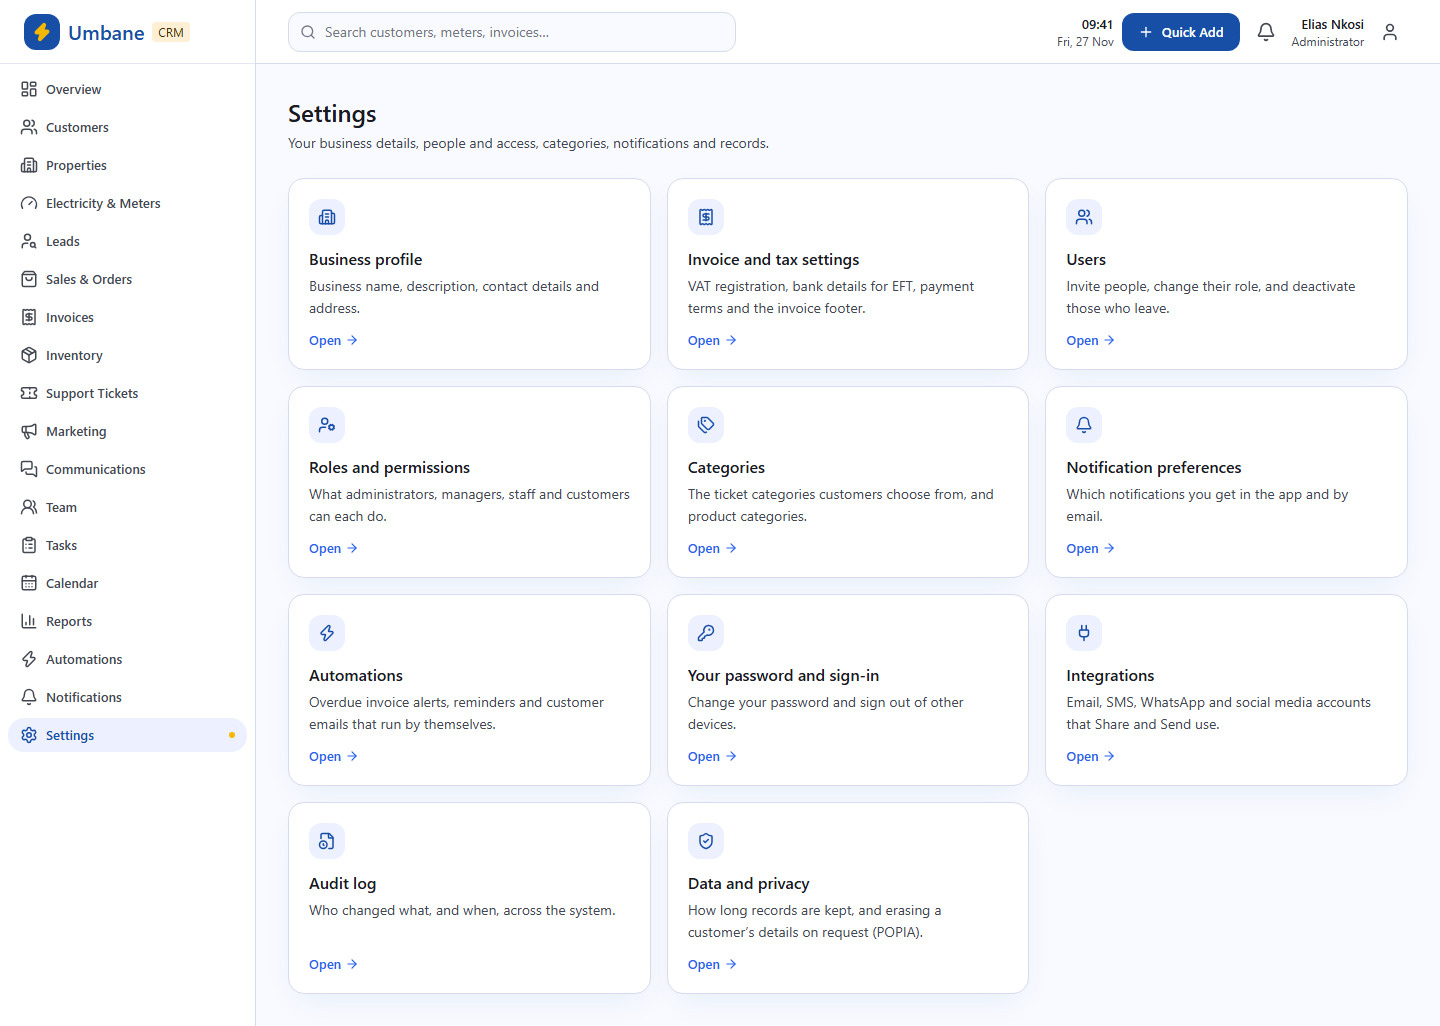 Umbane CRM
Search customers, meters, invoices...
09:41
Fri, 27 Nov
Quick Add
Elias Nkosi
Administrator
Overview
Customers
Properties
Electricity & Meters
Leads
Sales & Orders
Invoices
Inventory
Support Tickets
Marketing
Communications
Team
Tasks
Calendar
Reports
Automations
Notifications
Settings
Settings
Your business details, people and access, categories, notifications and records.
Business profile
Business name, description, contact details and
address.
Open
Invoice and tax settings
VAT registration, bank details for EFT, payment
terms and the invoice footer.
Open
Users
Invite people, change their role, and deactivate
those who leave.
Open
Roles and permissions
What administrators, managers, staff and customers
can each do.
Open
Categories
The ticket categories customers choose from, and
product categories.
Open
Notification preferences
Which notifications you get in the app and by
email.
Open
Automations
Overdue invoice alerts, reminders and customer
emails that run by themselves.
Open
Your password and sign-in
Change your password and sign out of other
devices.
Open
Integrations
Email, SMS, WhatsApp and social media accounts
that Share and Send use.
Open
Audit log
Who changed what, and when, across the system.
Open
Data and privacy
How long records are kept, and erasing a
customer’s details on request (POPIA).
Open